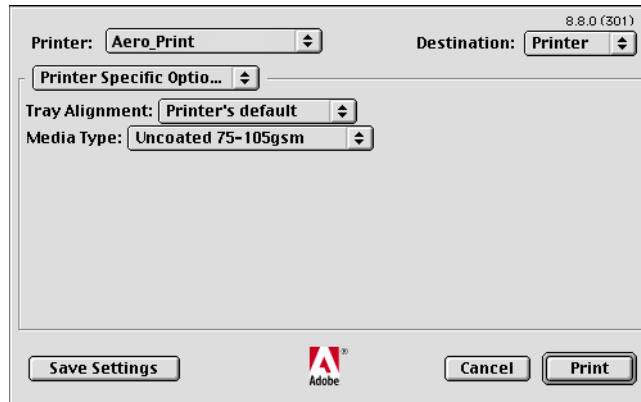 8.8.0 (301)
Printer: Aero_Print Destination: Printer
Printer Specific Optio...
Tray Alignment: Printer's default
Media Type: Uncoated 75-105gsm
Save Settings Adobe® Cancel Print